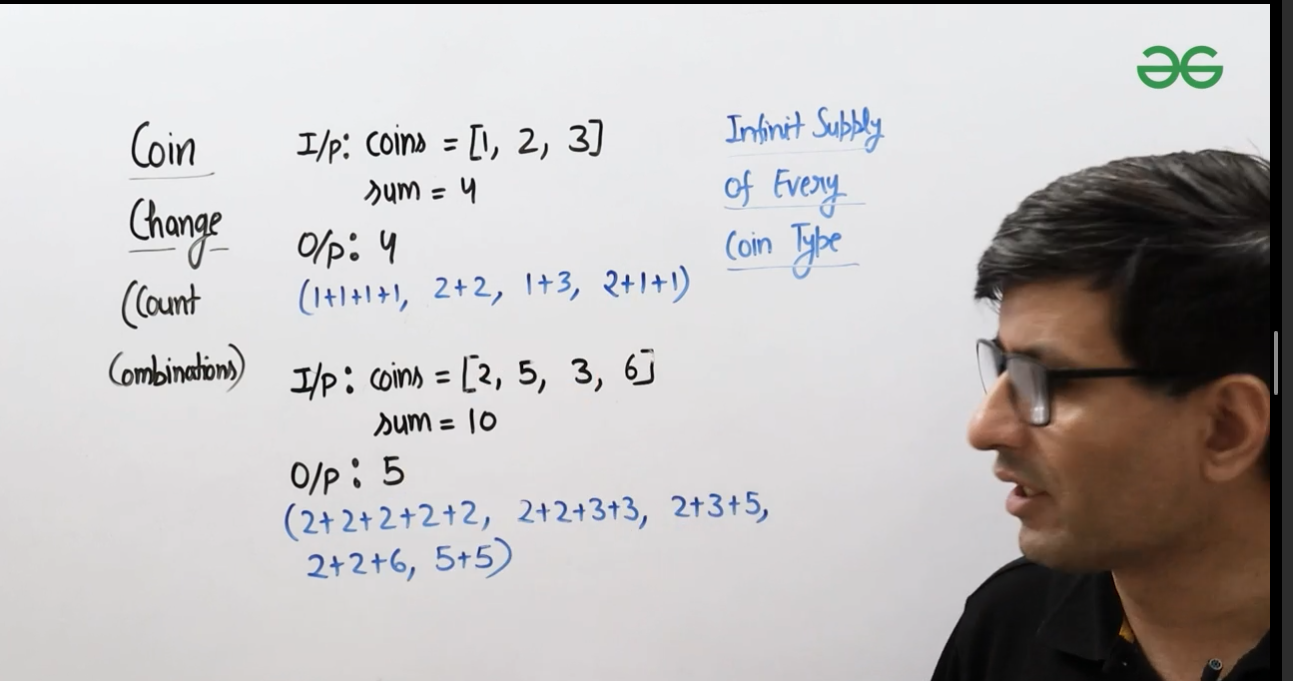 Coin
Change
(Count
Combinations)
I/p: coins = [1, 2, 3]
sum = 4
O/p: 4
(1+1+1+1, 2+2, 1+3, 2+1+1)
I/p: coins = [2, 5, 3, 6]
sum = 10
O/p: 5
(2+2+2+2+2, 2+2+3+3, 2+3+5,
2+2+6, 5+5)
Infinit Supply
of Every
Coin Type